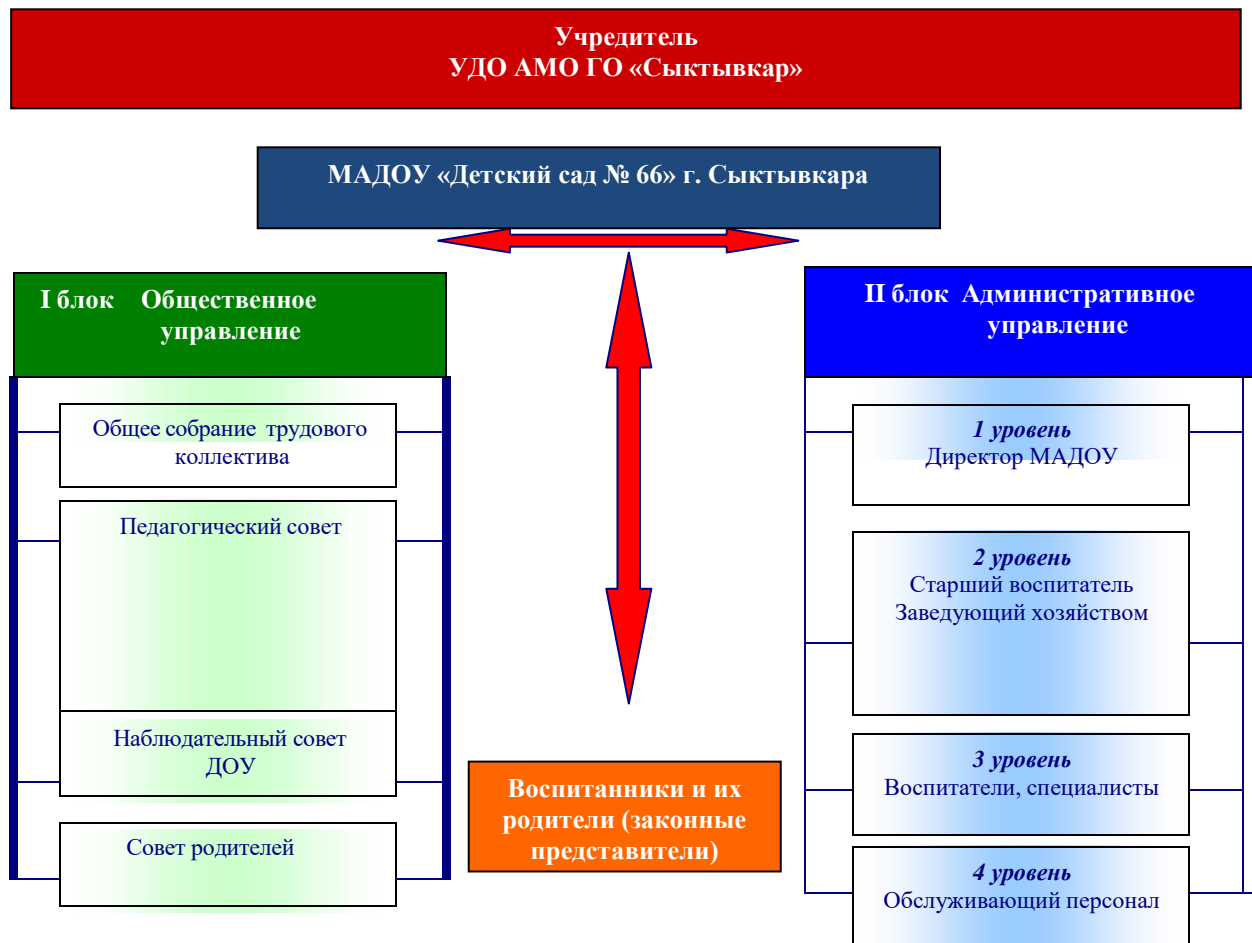 Учредитель
УДО АМО ГО «Сыктывкар»
МАДОУ «Детский сад № 66» г. Сыктывкара
I блок Общественное
управление
Общее собрание трудового
коллектива
Педагогический совет
Наблюдательный совет
ДОУ
Совет родителей
Воспитанники и их
родители (законные
представители)
II блок Административное
управление
1 уровень
Директор МАДОУ
2 уровень
Старший воспитатель
Заведующий хозяйством
3 уровень
Воспитатели, специалисты
4 уровень
Обслуживающий персонал